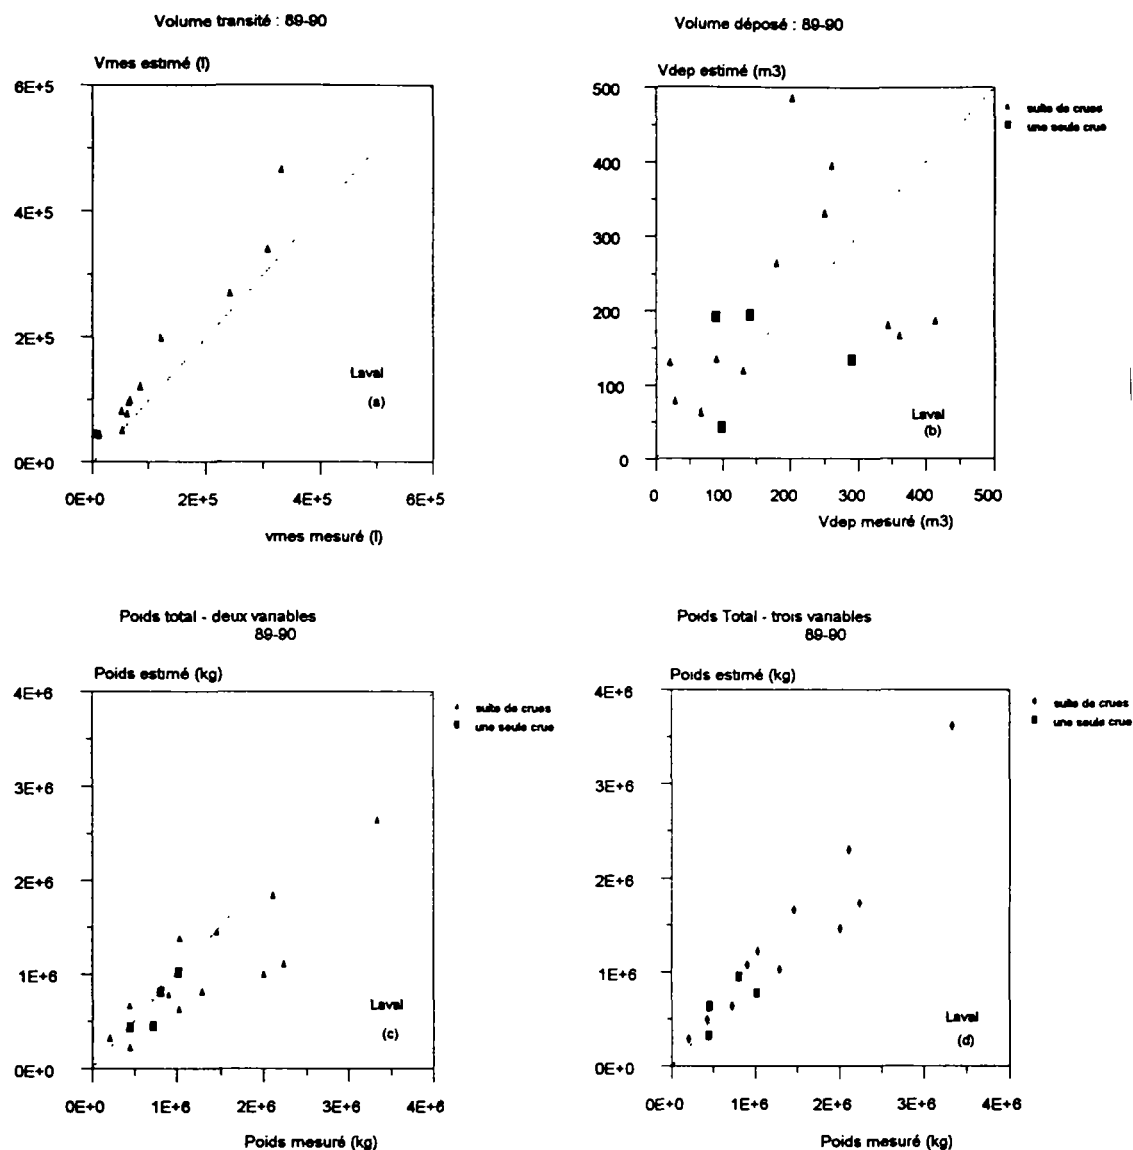 Volume transité : 89-90
Vmes estimé (l)
6E+5
4E+5
2E+5
0E+0
0E+0
2E+5
4E+5
6E+5
vmes mesuré (l)
Laval
(a)
Volume déposé : 89-90
Vdep estimé (m3)
500
400
300
200
100
0
0
100
200
300
400
500
Vdep mesuré (m3)
Laval
(b)
suite de crues
une seule crue
Poids total - deux variables
89-90
Poids estimé (kg)
4E+6
3E+6
2E+6
1E+6
0E+0
0E+0
1E+6
2E+6
3E+6
4E+6
Poids mesuré (kg)
Laval
(c)
suite de crues
une seule crue
Poids Total - trois variables
89-90
Poids estimé (kg)
4E+6
3E+6
2E+6
1E+6
0E+0
0E+0
1E+6
2E+6
3E+6
4E+6
Poids mesuré (kg)
Laval
(d)
suite de crues
une seule crue